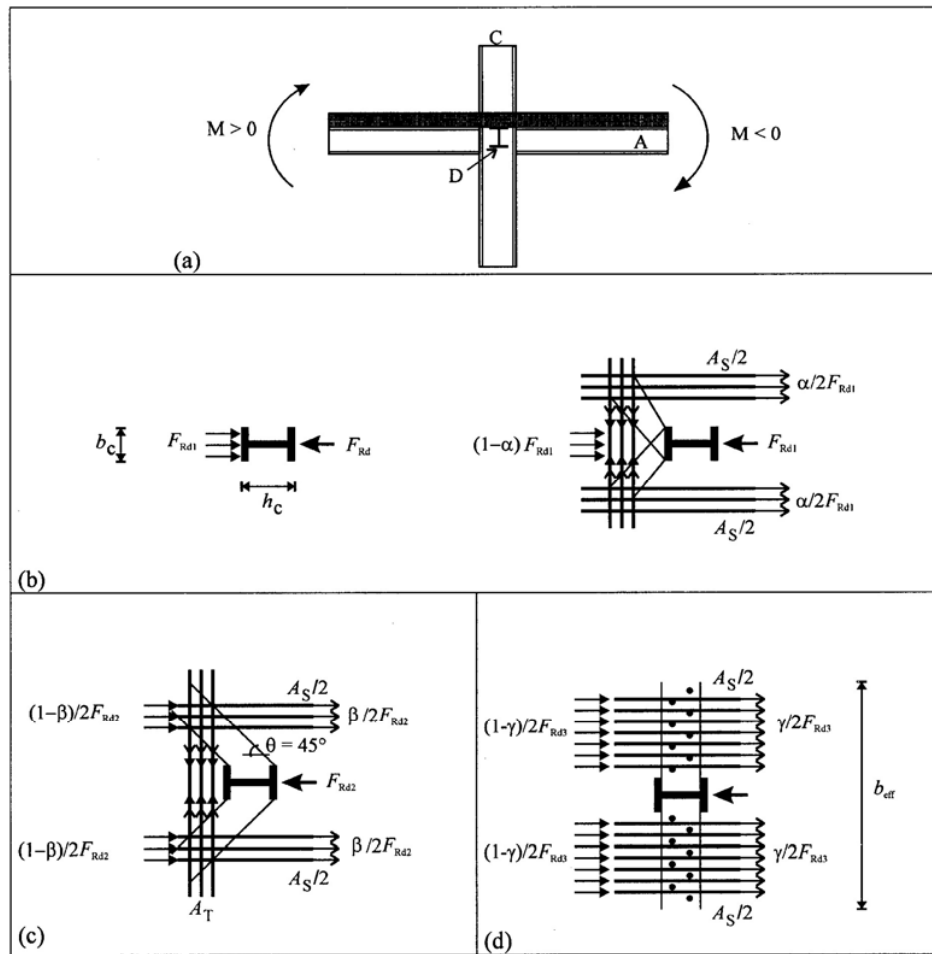 C
M > 0
M < 0
A
D
(a)
A_S/2
α/2F_Rd1
b_c
F_Rd1
F_Rd
(1-α) F_Rd1
F_Rd1
h_c
α/2F_Rd1
A_S/2
(b)
A_S/2
(1−β)/2F_Rd2
β/2F_Rd2
θ = 45°
F_Rd2
(1−β)/2F_Rd2
β/2F_Rd2
A_S/2
A_T
(c)
A_S/2
(1-γ)/2F_Rd3
γ/2F_Rd3
b_eff
(1-γ)/2F_Rd3
γ/2F_Rd3
A_S/2
(d)